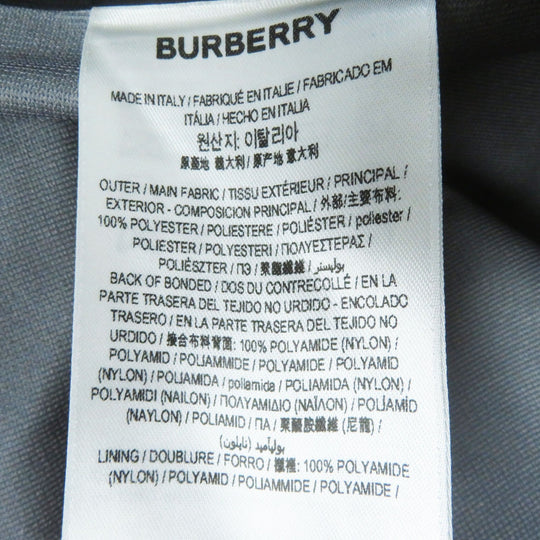 BURBERRY
MADE IN ITALY / FABRIQUÉ EN ITALIE / FABRICADO EM
ITÁLIA / HECHO EN ITALIA
원산지: 이탈리아
原産地 義大利 / 原产地 意大利
OUTER / MAIN FABRIC / TISSU EXTÉRIEUR / PRINCIPAL /
EXTERIOR - COMPOSICIÓN PRINCIPAL / 外部/主要布料:
100% POLYESTER / POLIESTERE / POLIÉSTER / poliester /
POLIESTER / POLYESTERI / ΠΟΛΥΕΣΤΕΡΑΣ /
POLIÉSZTER / ПЭ / 聚酯纖維 / بوليستر
BACK OF BONDED / DOS DU CONTRECOLLÉ / EN LA
PARTE TRASERA DEL TEJIDO NO URDIDO - ENCOLADO
TRASERO / EN LA PARTE TRASERA DEL TEJIDO NO
URDIDO / 接合布料背面: 100% POLYAMIDE (NYLON) /
POLYAMID / POLIAMMIDE / POLYAMIDE / POLYAMID
(NYLON) / POLIAMIDA / poliamida / POLIAMIDA (NYLON) /
POLYAMIDI (NAILON) / ΠΟΛΥΑΜΙΔΙΟ (ΝΑΪΛΟΝ) / POLÍAMÍD
(NAYLON) / POLIAMID / ПА / 聚醯胺纖維 (尼龍) /
بولياميد (نايلون)
LINING / DOUBLURE / FORRO / 襯裡: 100% POLYAMIDE
(NYLON) / POLYAMID / POLIAMMIDE / POLYAMIDE /